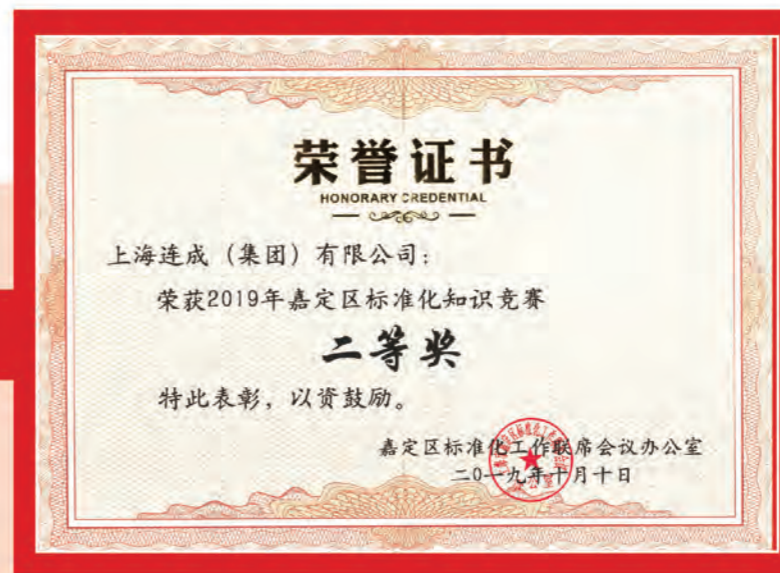 荣誉证书
HONORARY CREDENTIAL
上海连成（集团）有限公司：
荣获2019年嘉定区标准化知识竞赛
二等奖
特此表彰，以资鼓励。
嘉定区标准化工作联席会议办公室
二0一九年十月十日